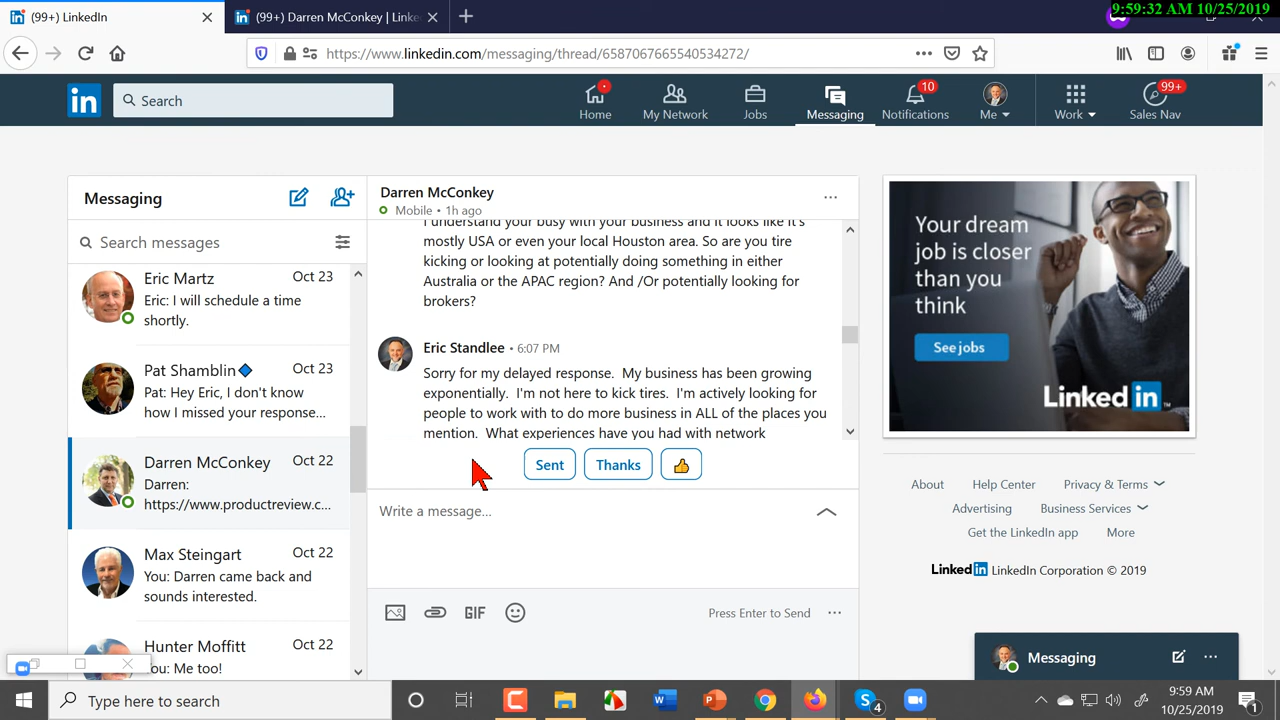 9:59:32 AM 10/25/2019
(99+) LinkedIn
(99+) Darren McConkey | Linke
https://www.linkedin.com/messaging/thread/6587067665540534272/
in
Search
Home
My Network
Jobs
Messaging
10
Notifications
Me
Work
99+
Sales Nav
Messaging
Search messages
Eric Martz
Oct 23
Eric: I will schedule a time
shortly.
Pat Shamblin
Oct 23
Pat: Hey Eric, I don't know
how I missed your response...
Darren McConkey
Oct 22
Darren:
https://www.productreview.c...
Max Steingart
Oct 22
You: Darren came back and
sounds interested.
Hunter Moffitt
Oct 22
You: Me too!
Darren McConkey
Mobile • 1h ago
I understand your busy with your business and it looks like it's
mostly USA or even your local Houston area. So are you tire
kicking or looking at potentially doing something in either
Australia or the APAC region? And /Or potentially looking for
brokers?
Eric Standlee • 6:07 PM
Sorry for my delayed response.  My business has been growing
exponentially.  I'm not here to kick tires.  I'm actively looking for
people to work with to do more business in ALL of the places you
mention.  What experiences have you had with network
Sent
Thanks
Write a message...
GIF
Press Enter to Send
Your dream
job is closer
than you
think
See jobs
Linked in
About
Help Center
Privacy & Terms
Advertising
Business Services
Get the LinkedIn app
More
Linked in LinkedIn Corporation © 2019
Messaging
Type here to search
4
9:59 AM
10/25/2019
1